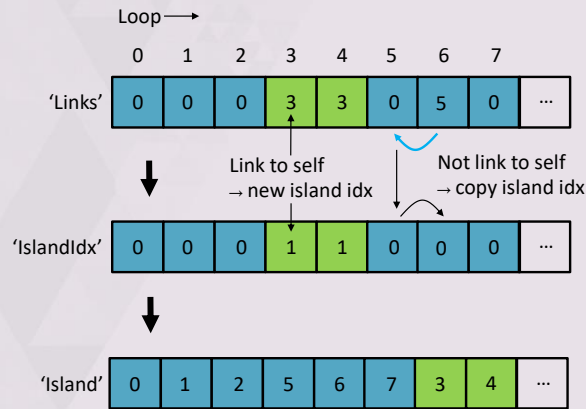 Loop →
0 1 2 3 4 5 6 7
‘Links’ 0 0 0 3 3 0 5 0 ...
Link to self
→ new island idx
Not link to self
→ copy island idx
‘IslandIdx’ 0 0 0 1 1 0 0 0 ...
‘Island’ 0 1 2 5 6 7 3 4 ...